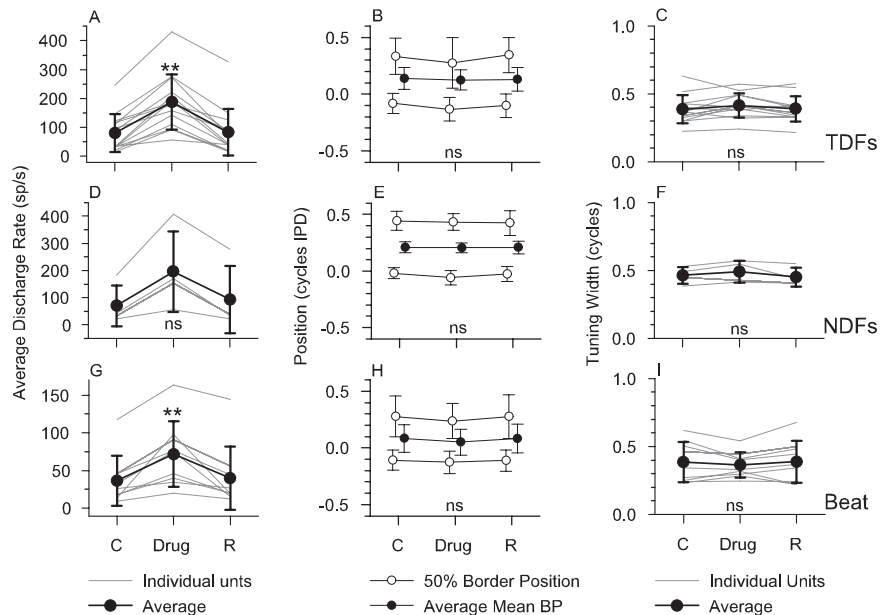 A
B
C
400
300
200
100
0
**
0.5
0.0
-0.5
ns
1.0
0.5
0.0
ns
TDFs
Average Discharge Rate (sp/s)
Position (cycles IPD)
Tuning Width (cycles)
D
E
F
400
300
200
100
0
ns
0.5
0.0
-0.5
ns
1.0
0.5
0.0
ns
NDFs
G
H
I
150
100
50
0
**
0.5
0.0
-0.5
ns
1.0
0.5
0.0
ns
Beat
C Drug R
C Drug R
C Drug R
Individual unts
Average
50% Border Position
Average Mean BP
Individual Units
Average